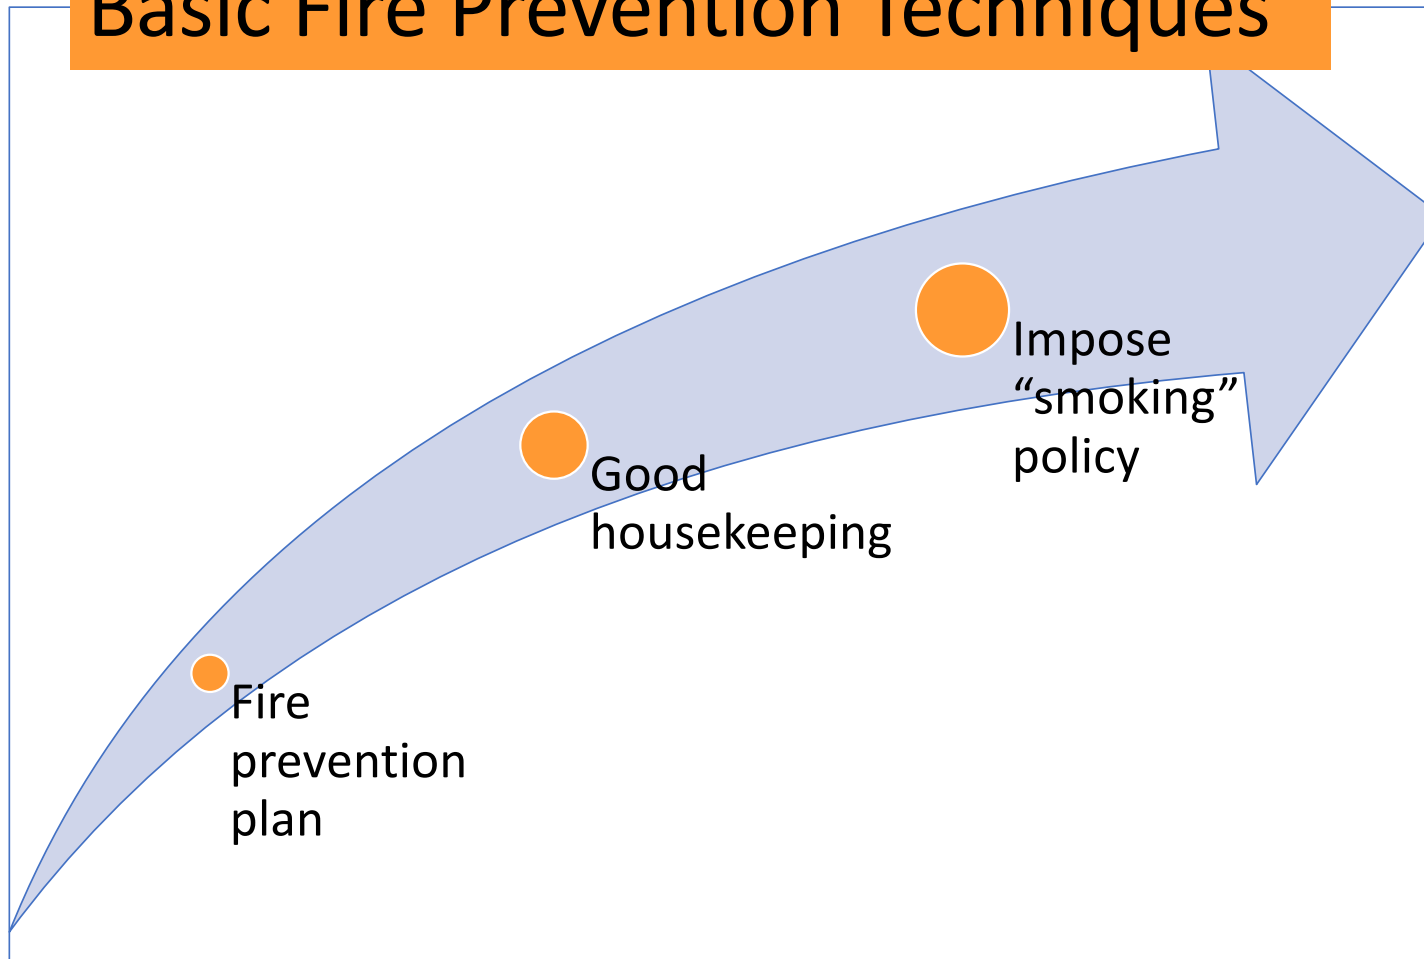 Basic Fire Prevention Techniques
Impose
“smoking”
policy
Good
housekeeping
Fire
prevention
plan